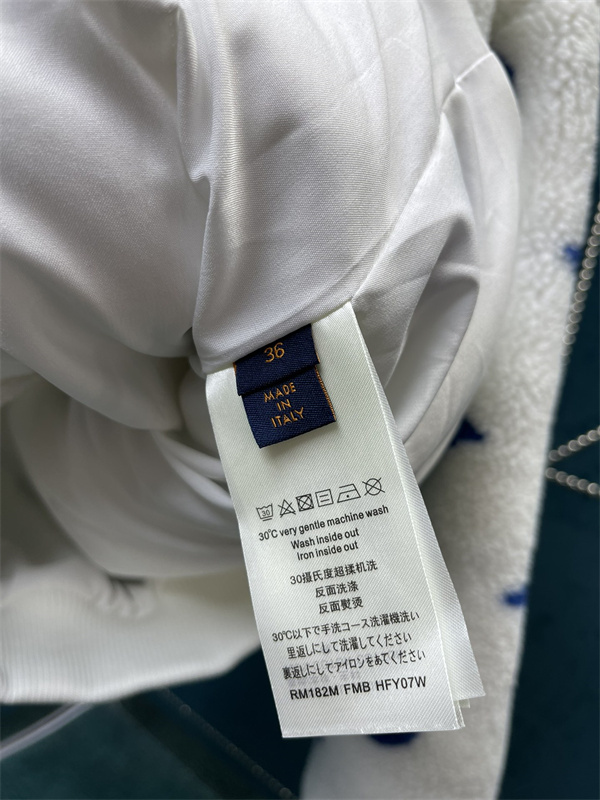 36
MADE
IN
ITALY
30
30℃ very gentle machine wash
Wash inside out
Iron inside out
30摄氏度超揉机洗
反面洗涤
反面熨烫
30℃以下で手洗コース洗濯機洗い
里返しにして洗濯してください
裏返しにしてアイロンをあてください
RM182M FMB HFY07W